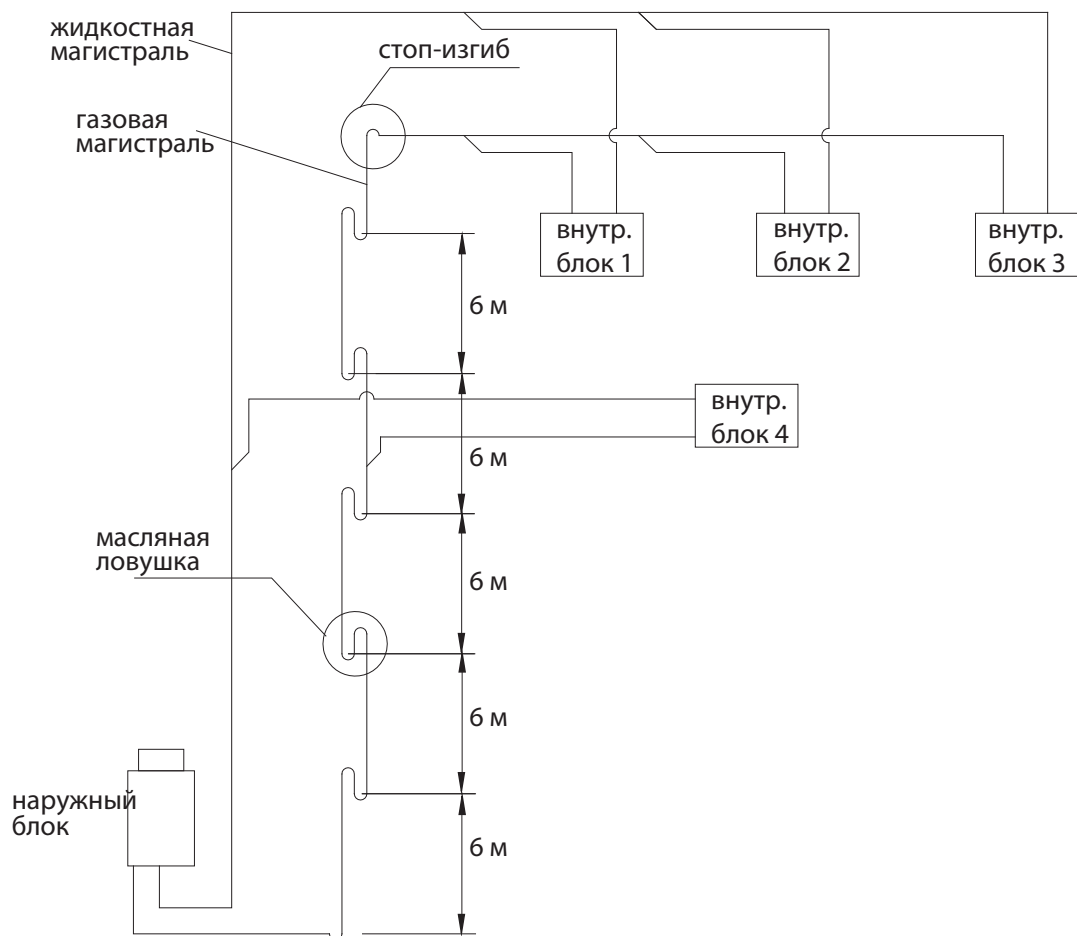 жидкостная
магистраль
стоп-изгиб
газовая
магистраль
внутр.
блок 1
внутр.
блок 2
внутр.
блок 3
6 м
внутр.
блок 4
6 м
масляная
ловушка
6 м
6 м
наружный
блок
6 м